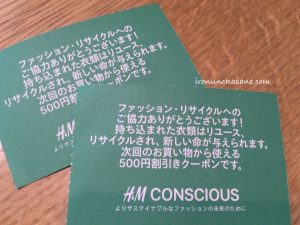 ironunokasane.com
ファッション・リサイクルへの
ご協力ありがとうございます!
持ち込まれた衣類はリユース、
リサイクルされ、新しい命が与えられます。
次回のお買い物から使える
500円割引きクーポンです。
H&M
ファッション・リサイクルへの
ご協力ありがとうございます!
持ち込まれた衣類はリユース、
リサイクルされ、新しい命が与えられます。
次回のお買い物から使える
500円割引きクーポンです。
H&M CONSCIOUS
よりサステイナブルなファッションの未来のために